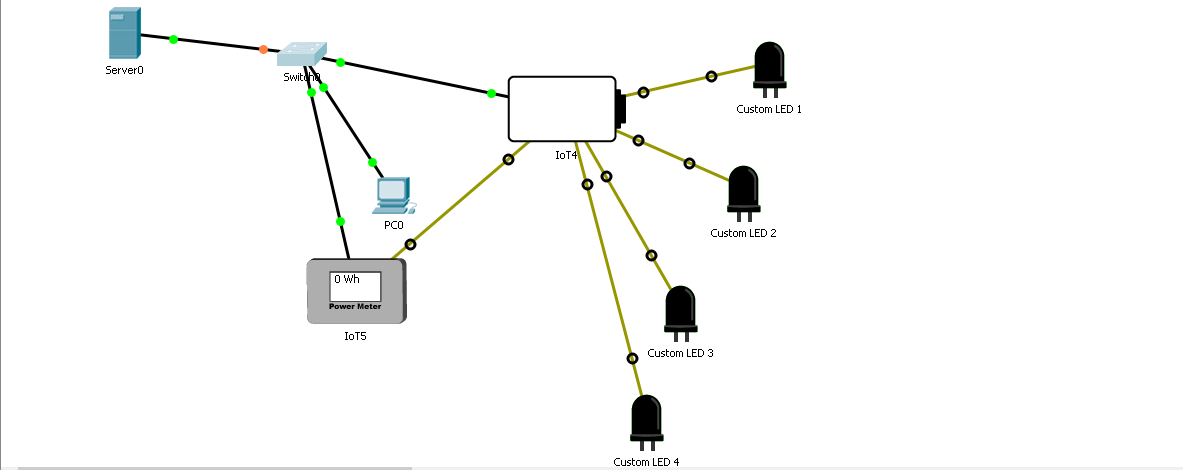 Server0
Switch0
Custom LED 1
IoT4
PC0
Custom LED 2
0 Wh
Power Meter
IoT5
Custom LED 3
Custom LED 4